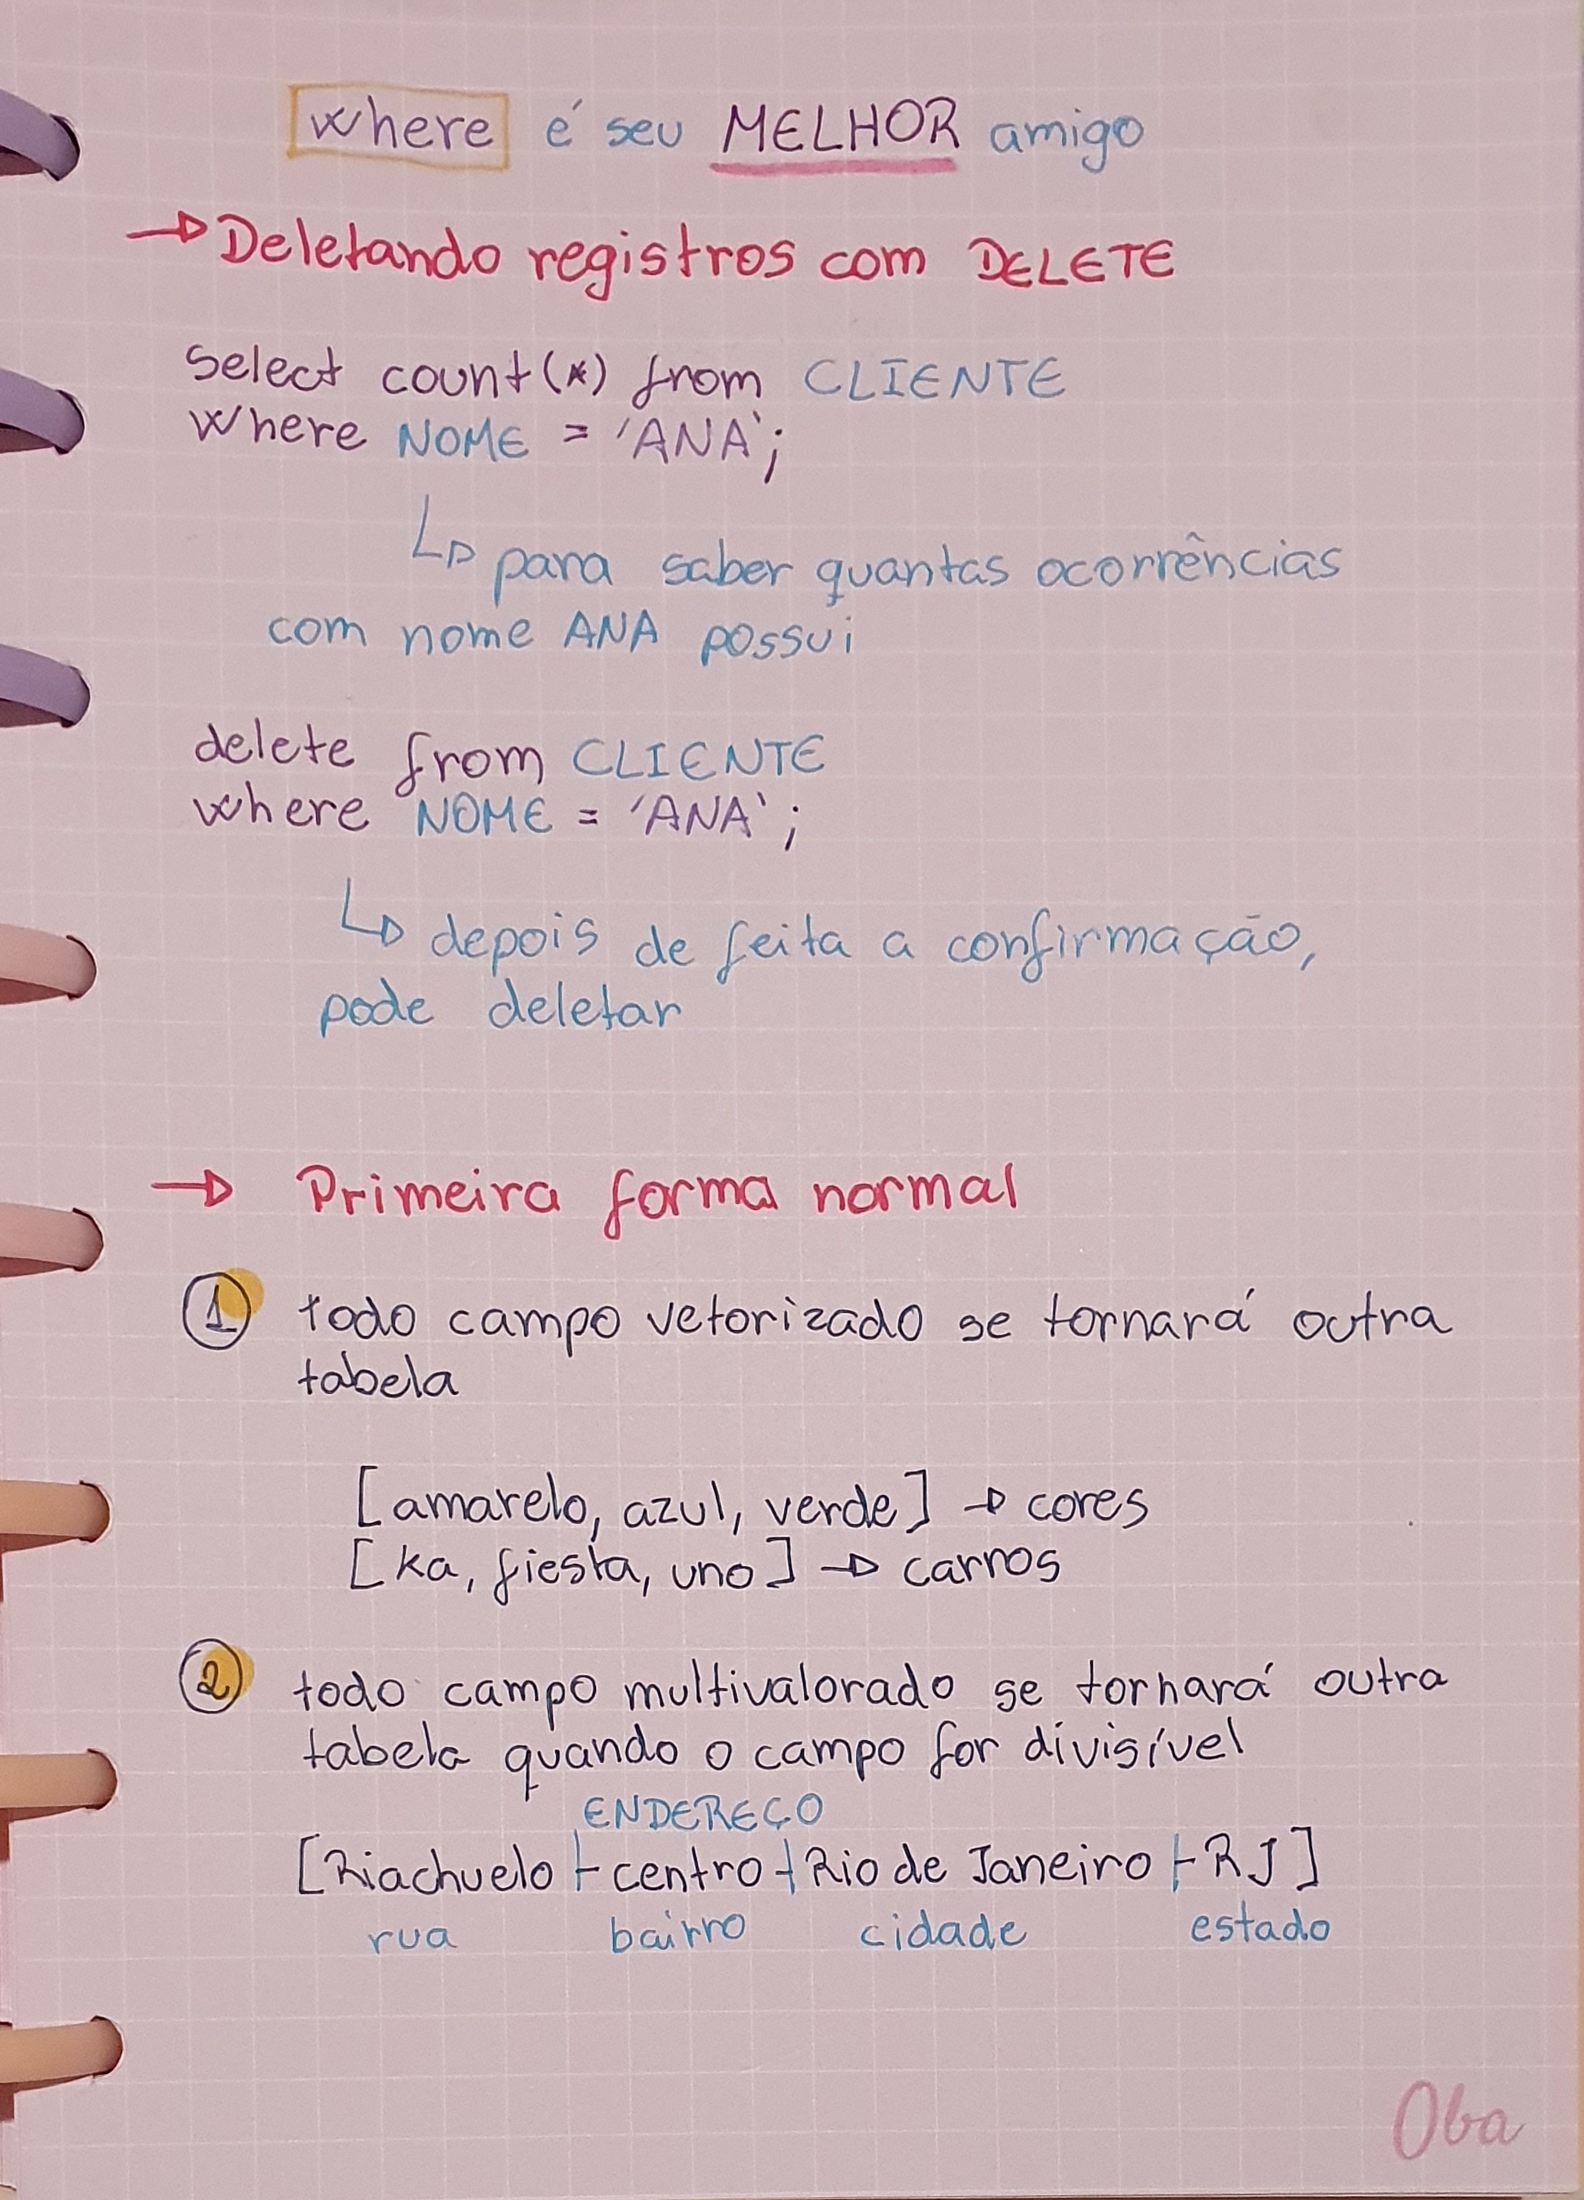 where é seu MELHOR amigo
→ Deletando registros com DELETE
Select count(*) from CLIENTE
where NOME = 'ANA';
↳ para saber quantas ocorrências
com nome ANA possui
delete from CLIENTE
where NOME = 'ANA';
↳ depois de feita a confirmação,
pode deletar
→ Primeira forma normal
1 todo campo vetorizado se tornará outra
tabela
[amarelo, azul, verde] → cores
[Ka, fiesta, uno] → carros
2 todo campo multivalorado se tornará outra
tabela quando o campo for divisível
ENDEREÇO
[Riachuelo - centro - Rio de Janeiro - RJ]
rua bairro cidade estado
Oba